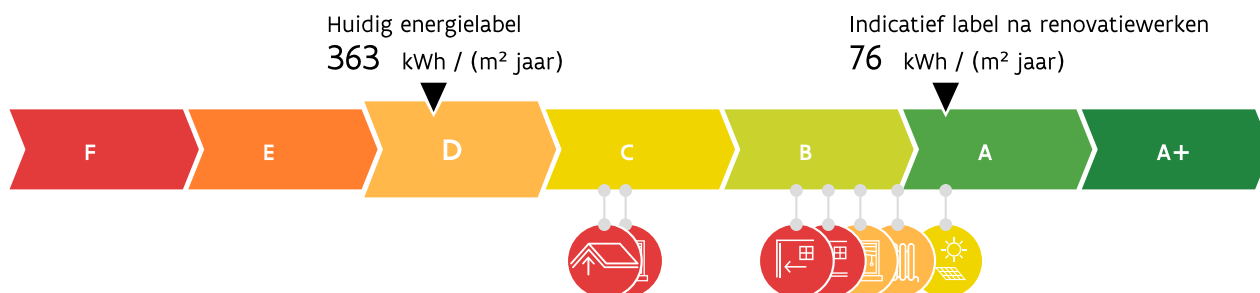 Huidig energielabel
363 kWh / (m² jaar)
Indicatief label na renovatiewerken
76 kWh / (m² jaar)
F E D C B A A+